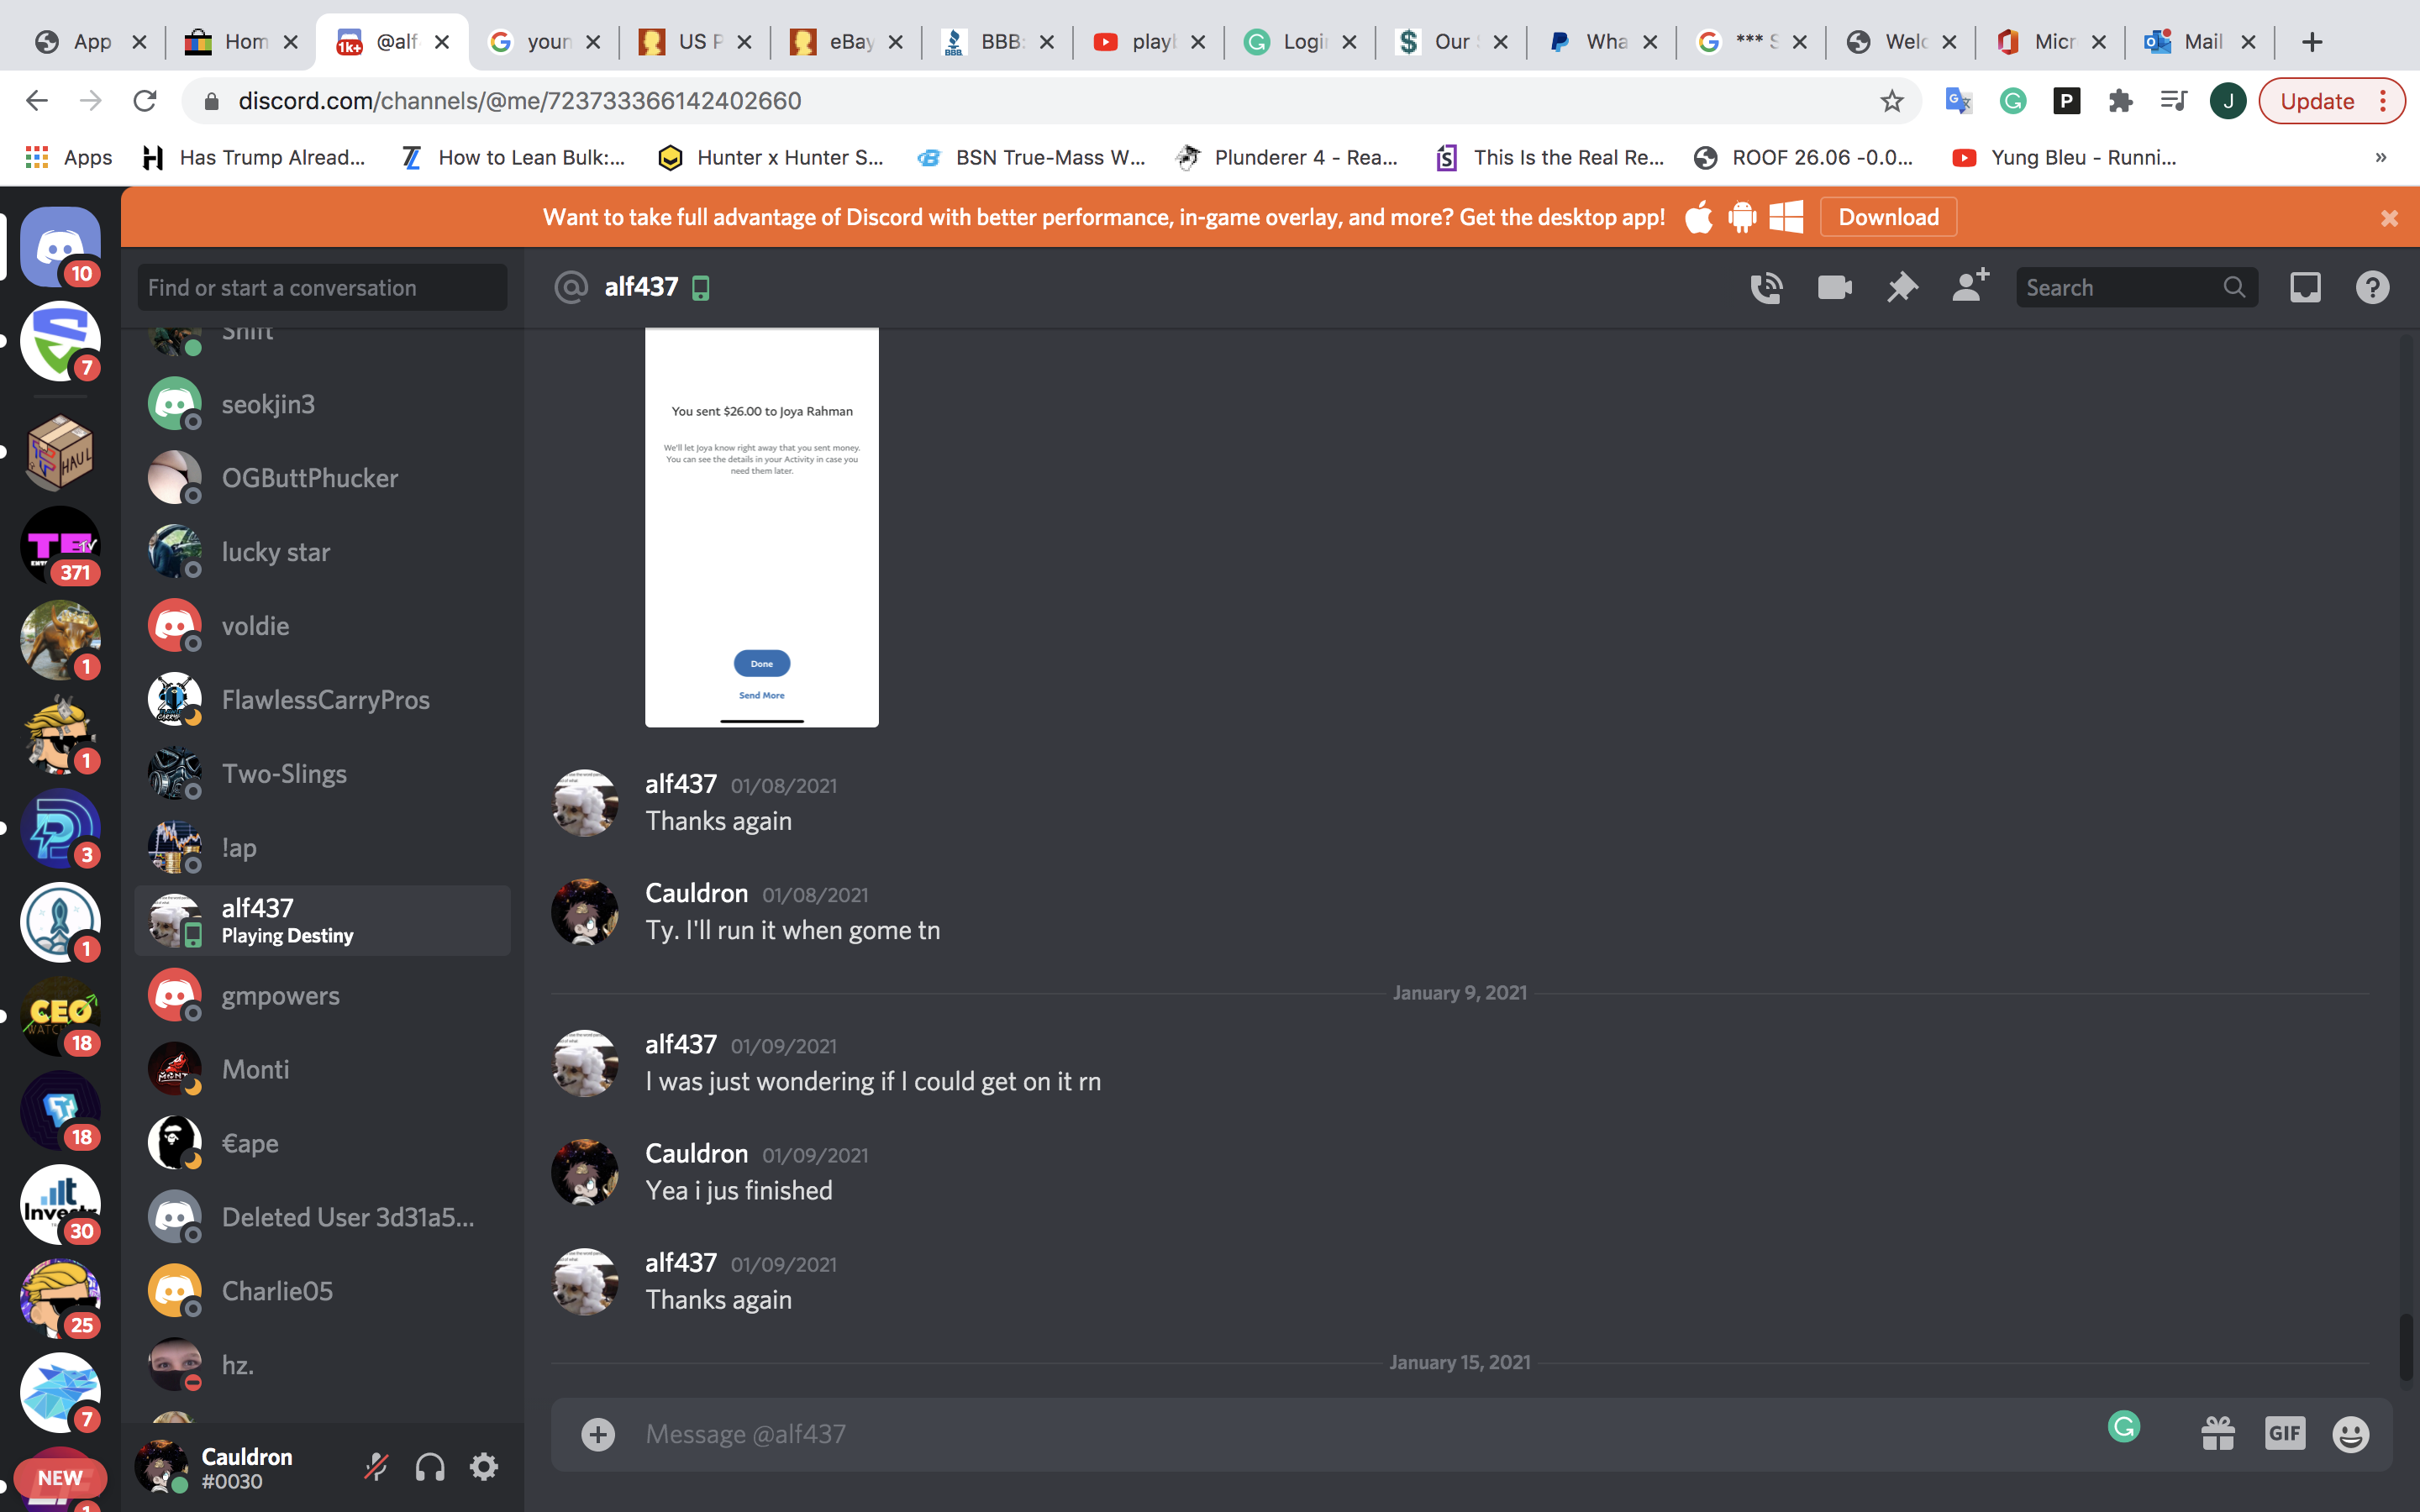 App
Hom
@alf
youn
US P
eBay
BBB:
play
Logi
Our
Wha
*** S
Welc
Micr
Mail
discord.com/channels/@me/723733366142402660
J
Update
Apps
Has Trump Alread...
How to Lean Bulk:...
Hunter x Hunter S...
BSN True-Mass W...
Plunderer 4 - Rea...
This Is the Real Re...
ROOF 26.06 -0.0...
Yung Bleu - Runni...
»
Want to take full advantage of Discord with better performance, in-game overlay, and more? Get the desktop app!
Download
10
7
HAUL
TE TV
371
1
1
3
1
CEO
WATCH
18
18
Investr
30
25
7
NEW
1
Find or start a conversation
Shift
seokjin3
OGButtPhucker
lucky star
voldie
FlawlessCarryPros
Two-Slings
!ap
alf437
Playing Destiny
gmpowers
Monti
€ape
Deleted User 3d31a5...
Charlie05
hz.
Cauldron
#0030
alf437
Search
You sent $26.00 to Joya Rahman
We'll let Joya know right away that you sent money.
You can see the details in your Activity in case you
need them later.
Done
Send More
alf437 01/08/2021
Thanks again
Cauldron 01/08/2021
Ty. I'll run it when gome tn
January 9, 2021
alf437 01/09/2021
I was just wondering if I could get on it rn
Cauldron 01/09/2021
Yea i jus finished
alf437 01/09/2021
Thanks again
January 15, 2021
Message @alf437
GIF